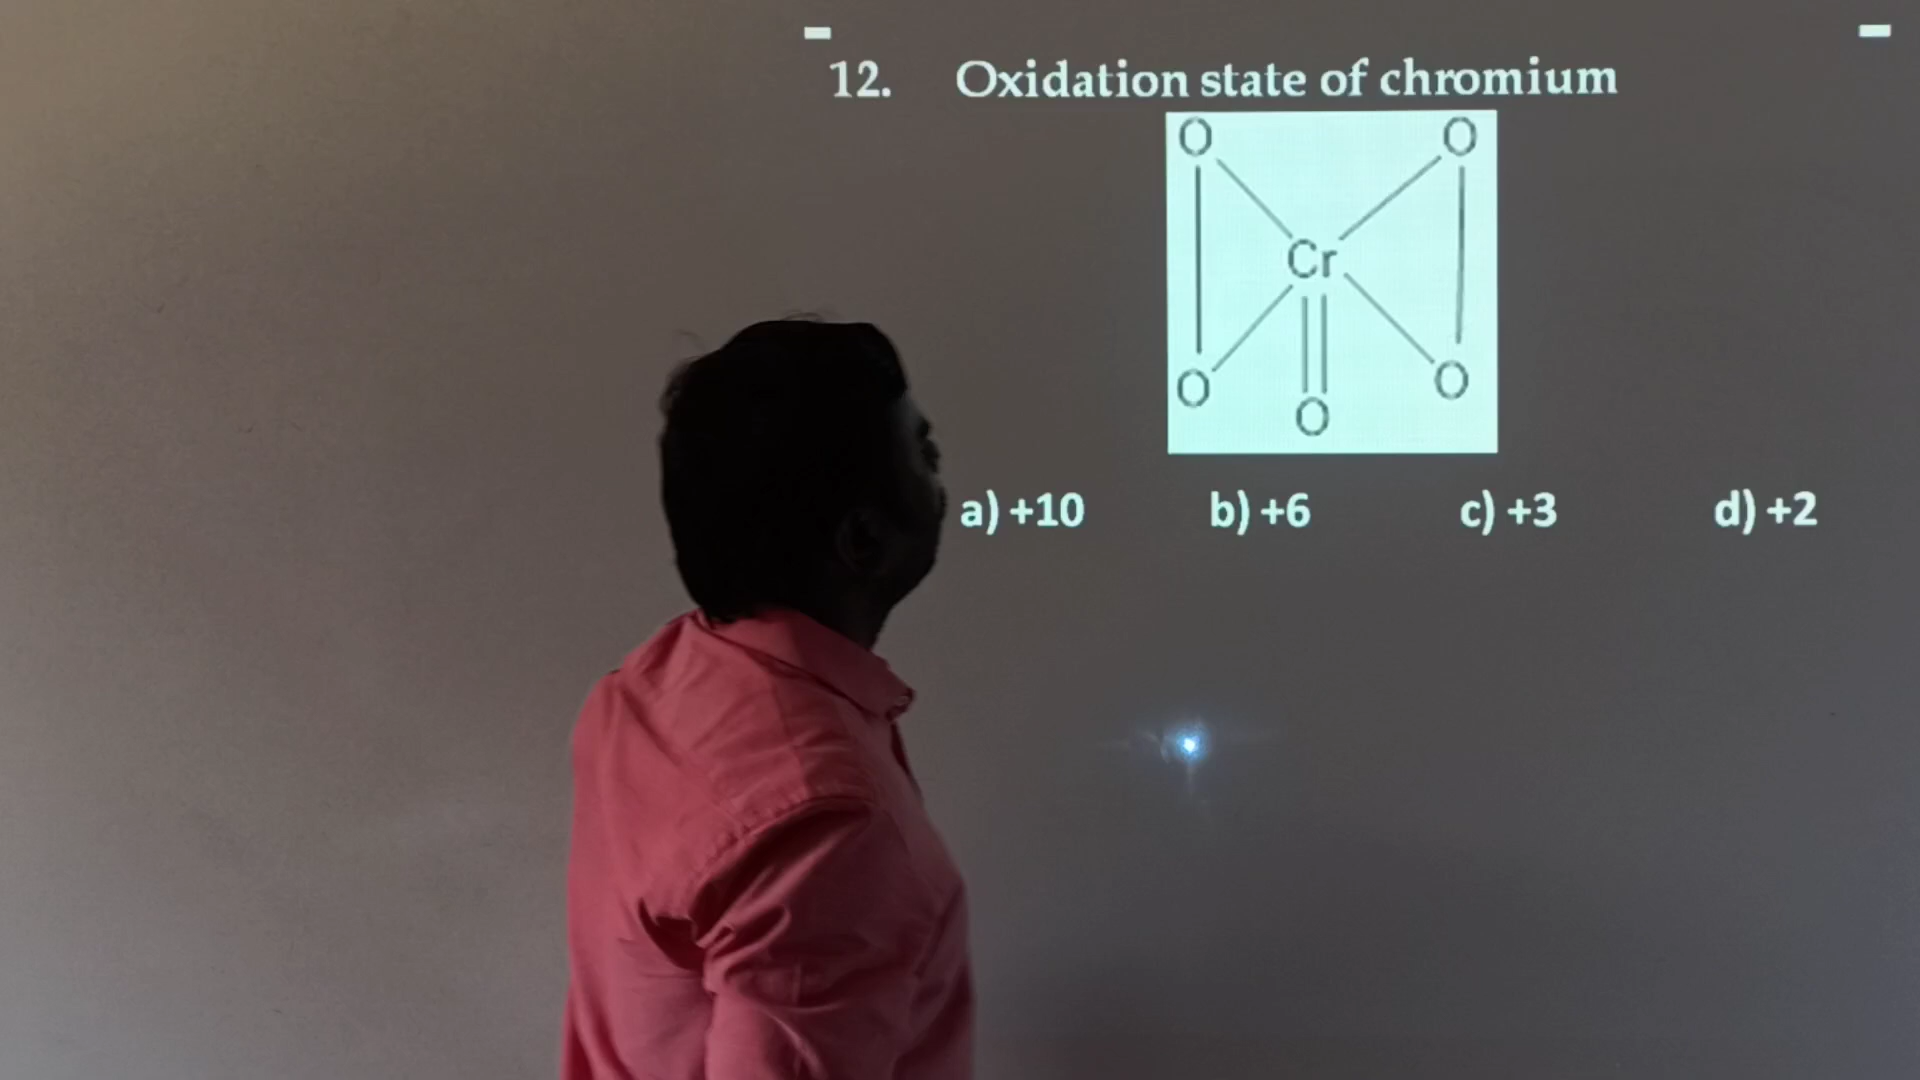 12. Oxidation state of chromium
O O
Cr
O O
O
a) +10 b) +6 c) +3 d) +2